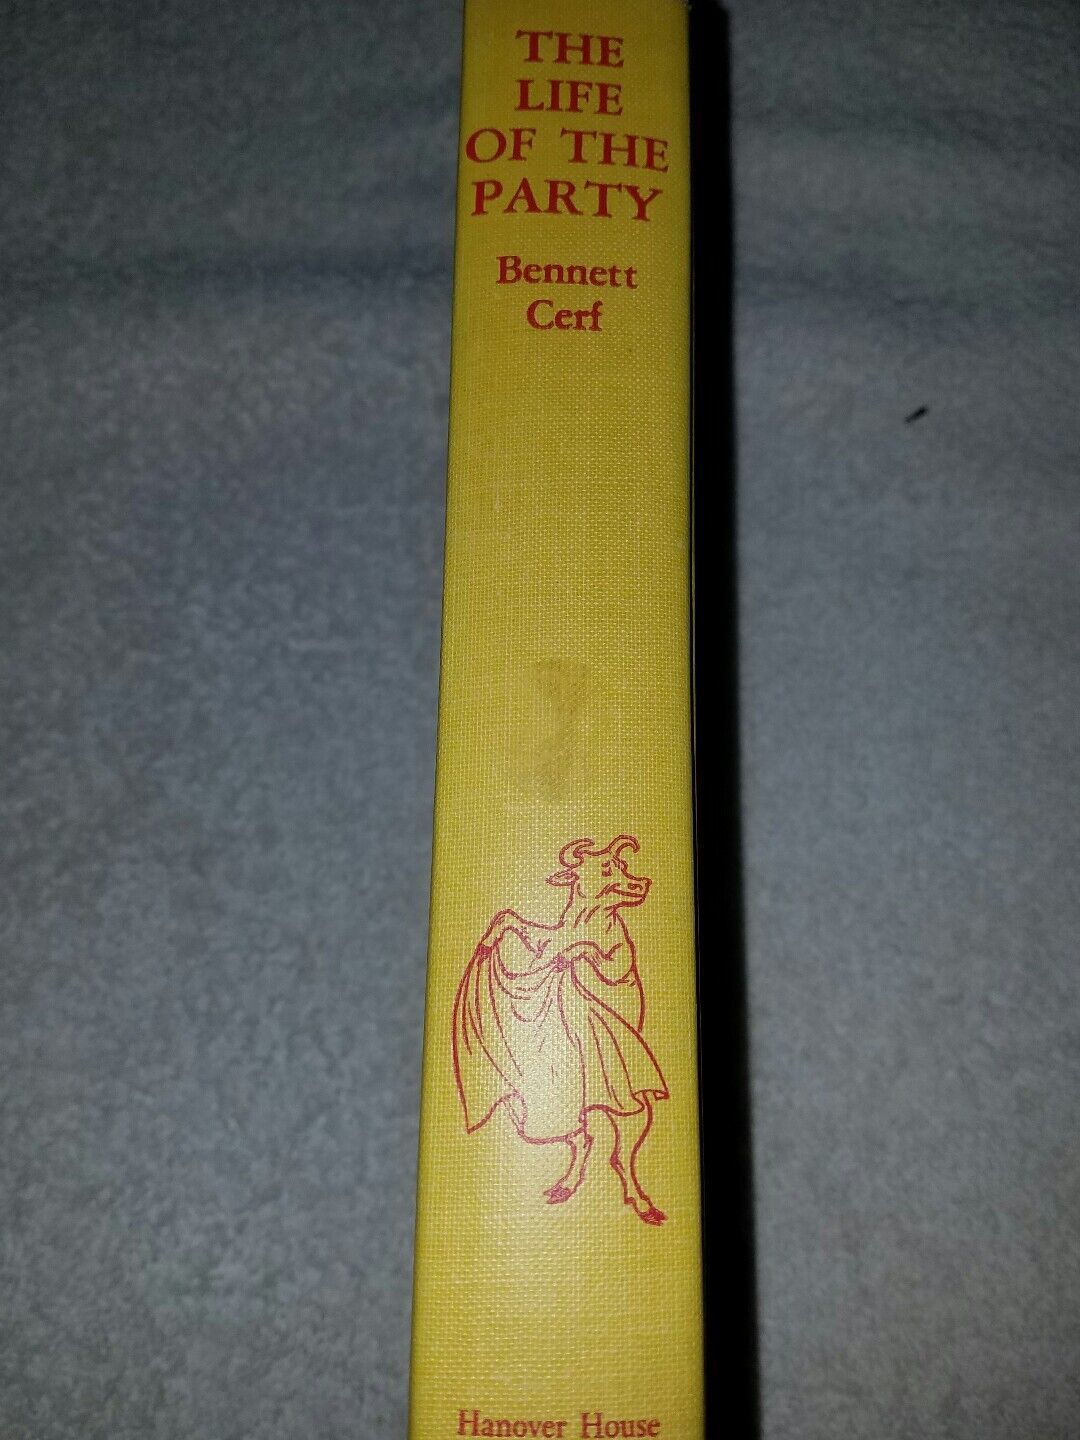 THE
LIFE
OF THE
PARTY
Bennett
Cerf
Hanover House